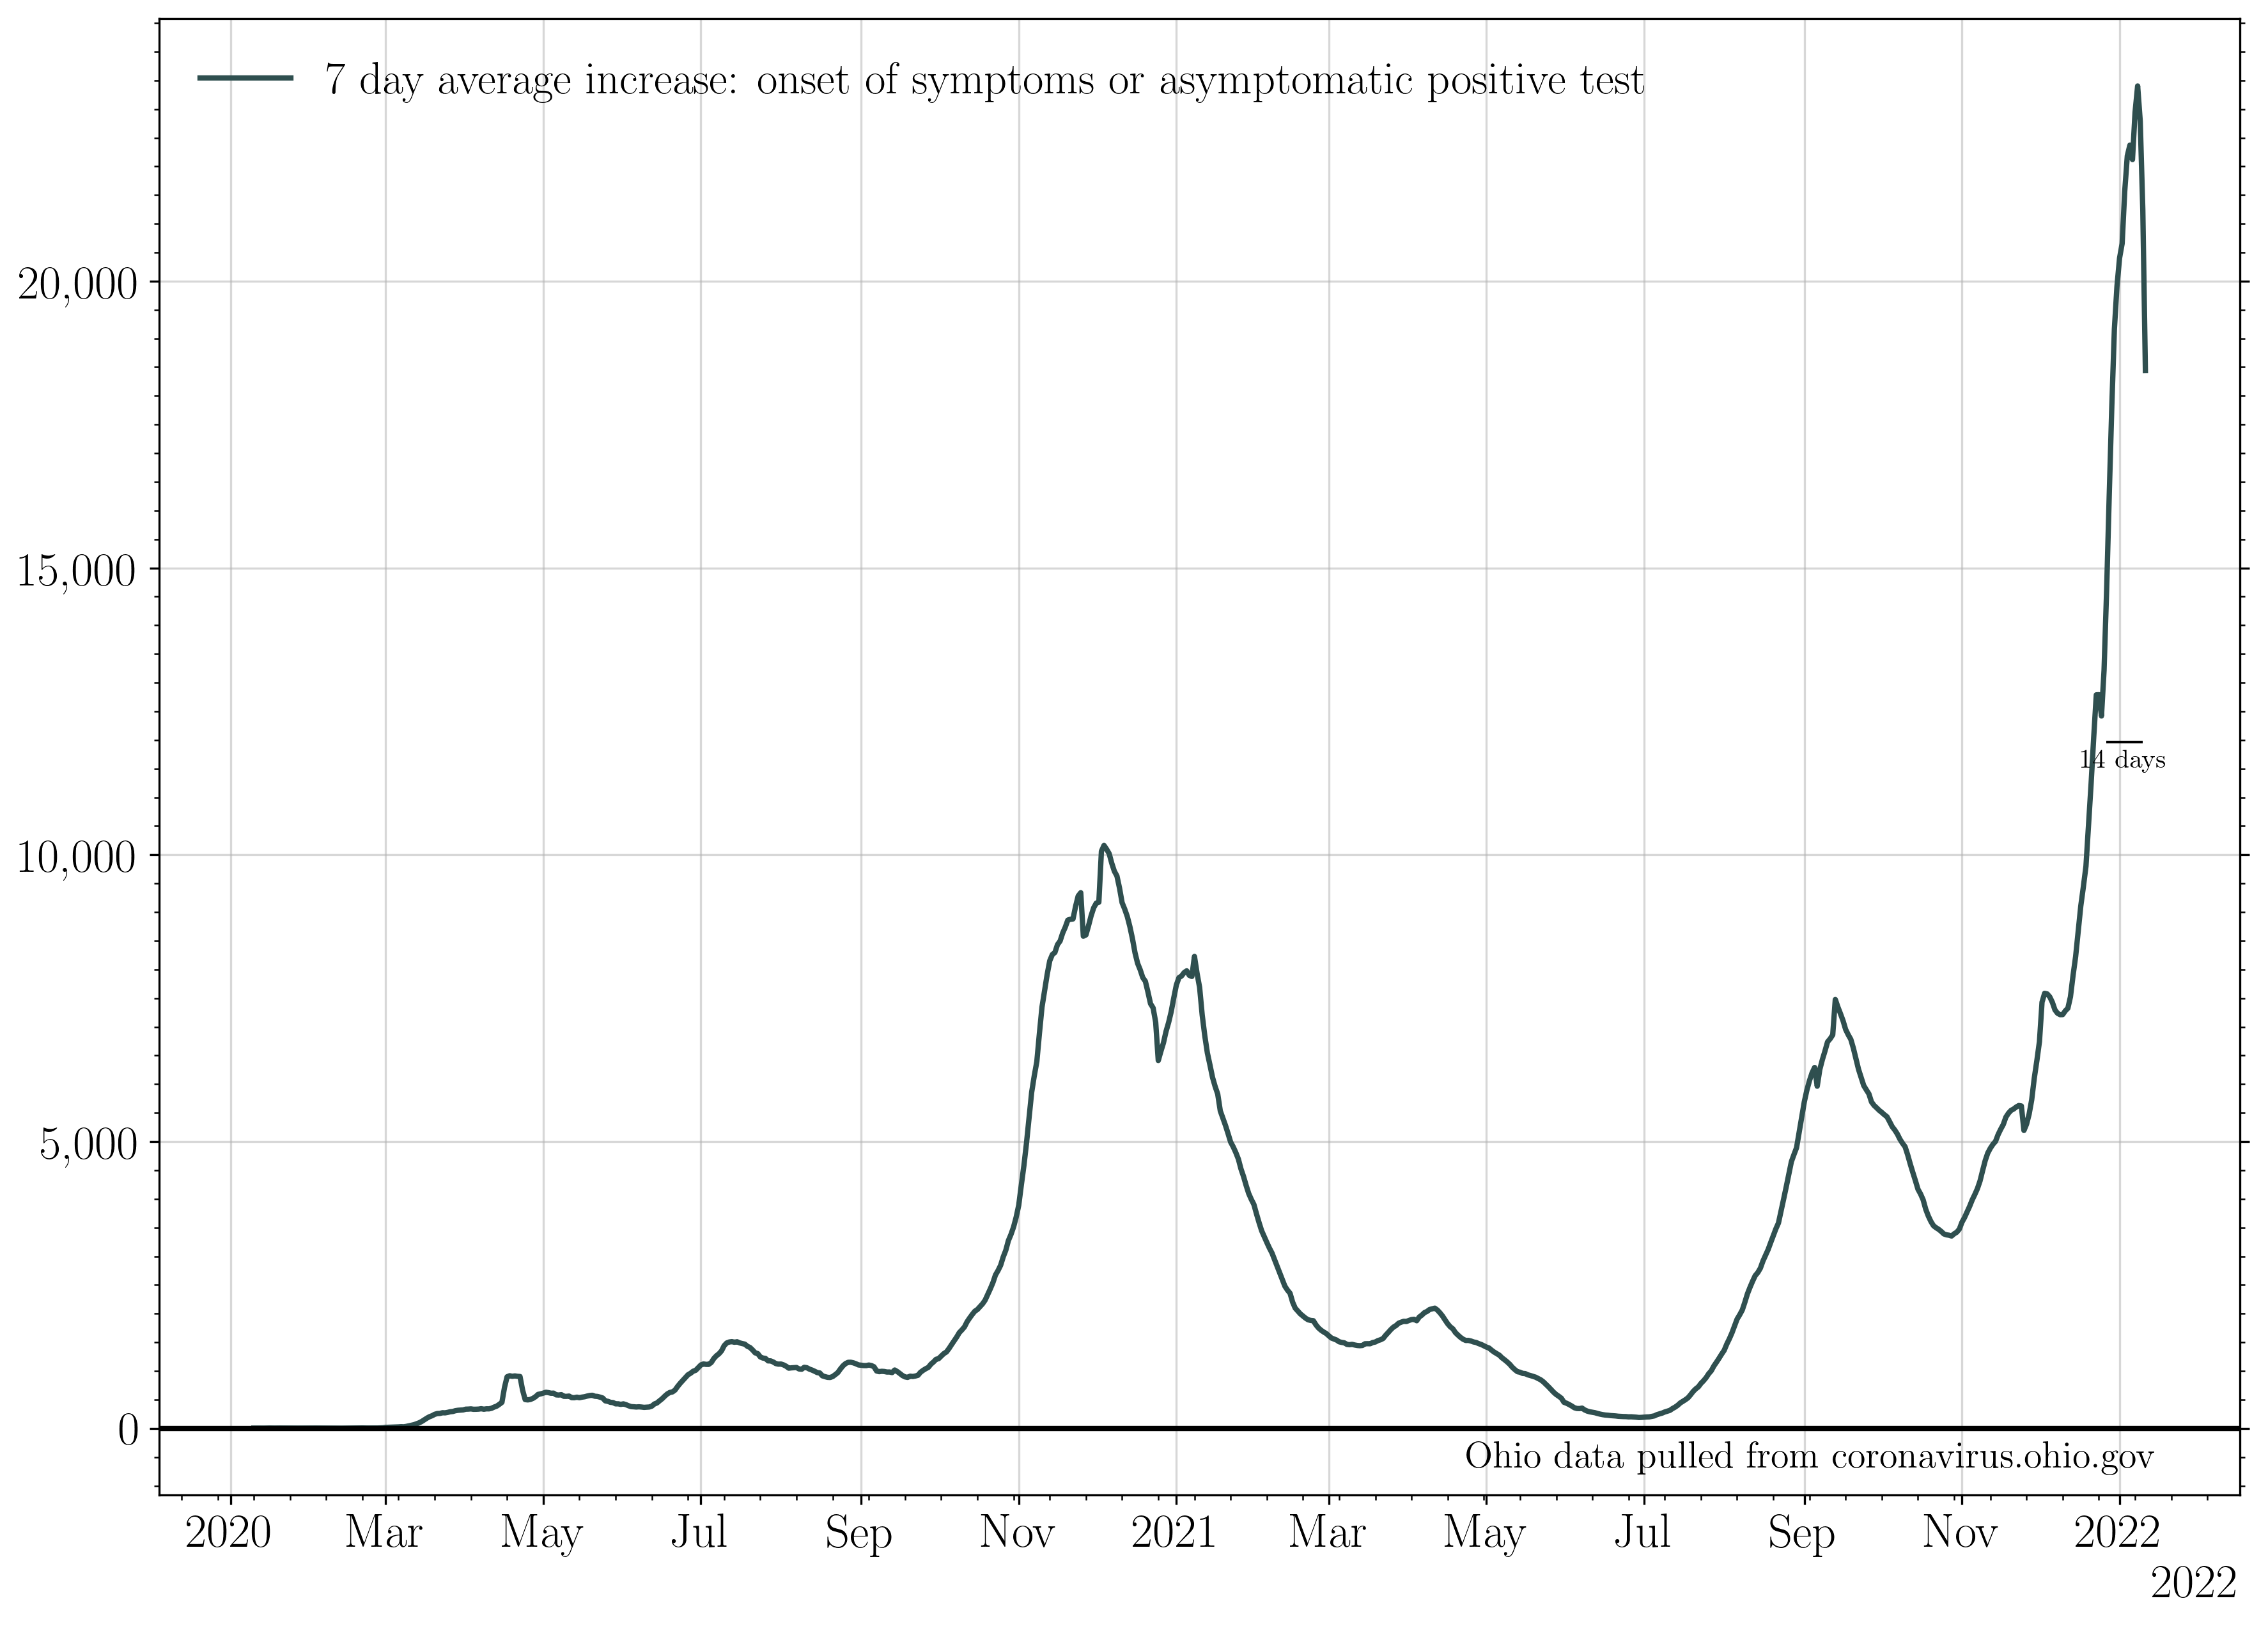 7 day average increase: onset of symptoms or asymptomatic positive test
20,000
15,000
14 days
10,000
5,000
0
Ohio data pulled from coronavirus.ohio.gov
2020 Mar May Jul Sep Nov 2021 Mar May Jul Sep Nov 2022
2022